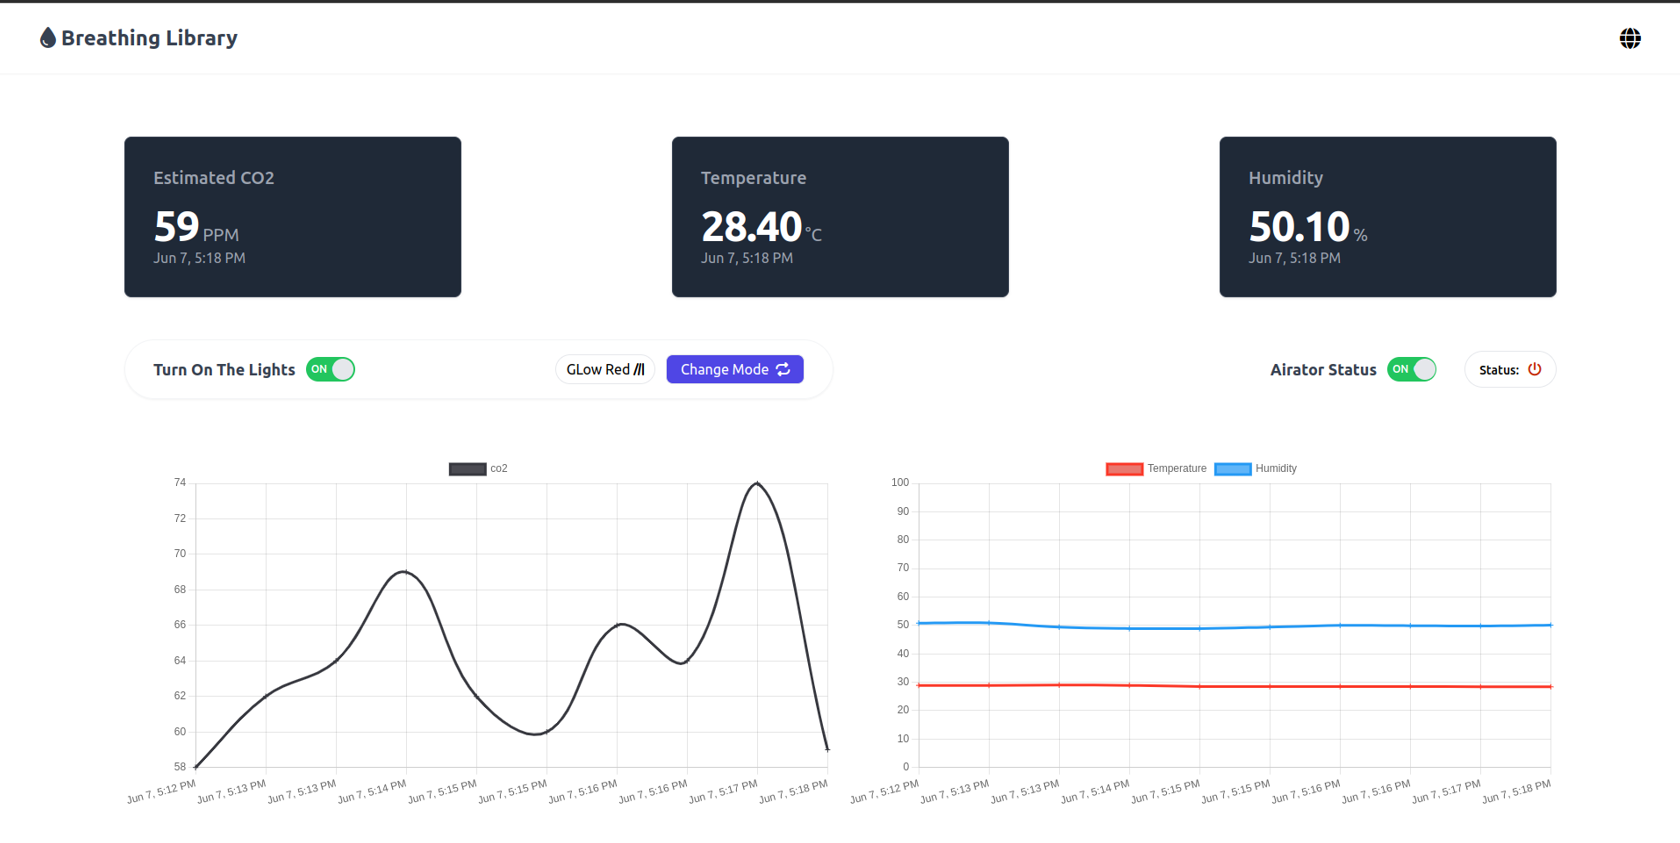 Breathing Library
Estimated CO2
59 PPM
Jun 7, 5:18 PM
Temperature
28.40 °C
Jun 7, 5:18 PM
Humidity
50.10 %
Jun 7, 5:18 PM
Turn On The Lights ON GLow Red Change Mode
Airator Status ON Status:
co2
74
72
70
68
66
64
62
60
58
Jun 7, 5:12 PM Jun 7, 5:13 PM Jun 7, 5:13 PM Jun 7, 5:14 PM Jun 7, 5:15 PM Jun 7, 5:15 PM Jun 7, 5:16 PM Jun 7, 5:16 PM Jun 7, 5:17 PM Jun 7, 5:18 PM
Temperature Humidity
100
90
80
70
60
50
40
30
20
10
0
Jun 7, 5:12 PM Jun 7, 5:13 PM Jun 7, 5:13 PM Jun 7, 5:14 PM Jun 7, 5:15 PM Jun 7, 5:15 PM Jun 7, 5:16 PM Jun 7, 5:16 PM Jun 7, 5:17 PM Jun 7, 5:18 PM